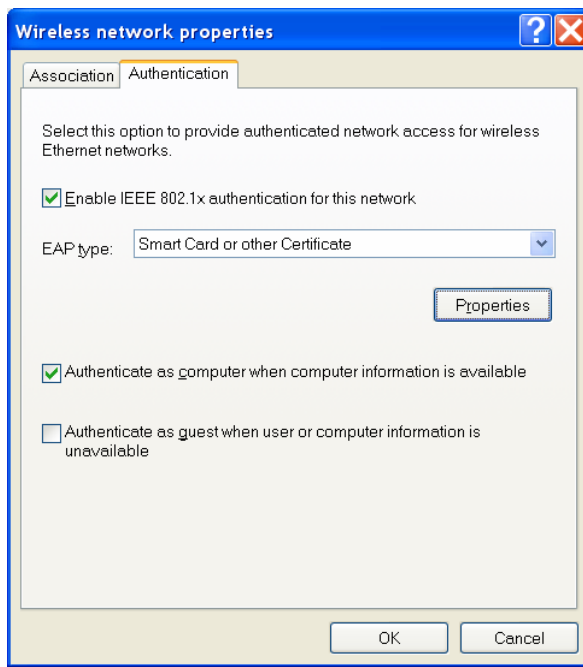 Wireless network properties
Association
Authentication
Select this option to provide authenticated network access for wireless
Ethernet networks.
Enable IEEE 802.1x authentication for this network
EAP type:
Smart Card or other Certificate
Properties
Authenticate as computer when computer information is available
Authenticate as guest when user or computer information is
unavailable
OK
Cancel